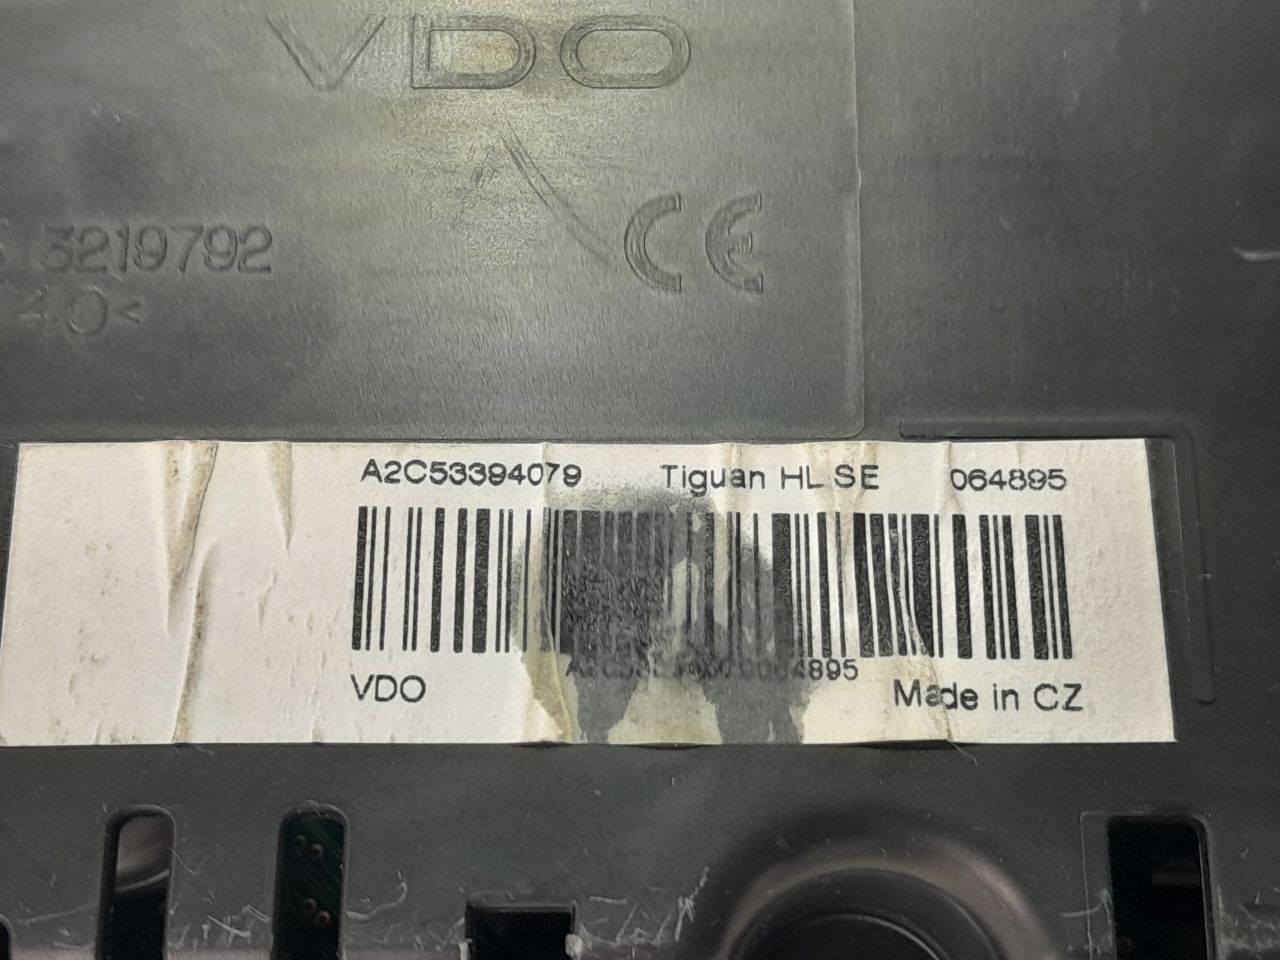 VDO
CE
3219792
40<
A2C53394079 Tiguan HL SE 064895
VDO
Made in CZ